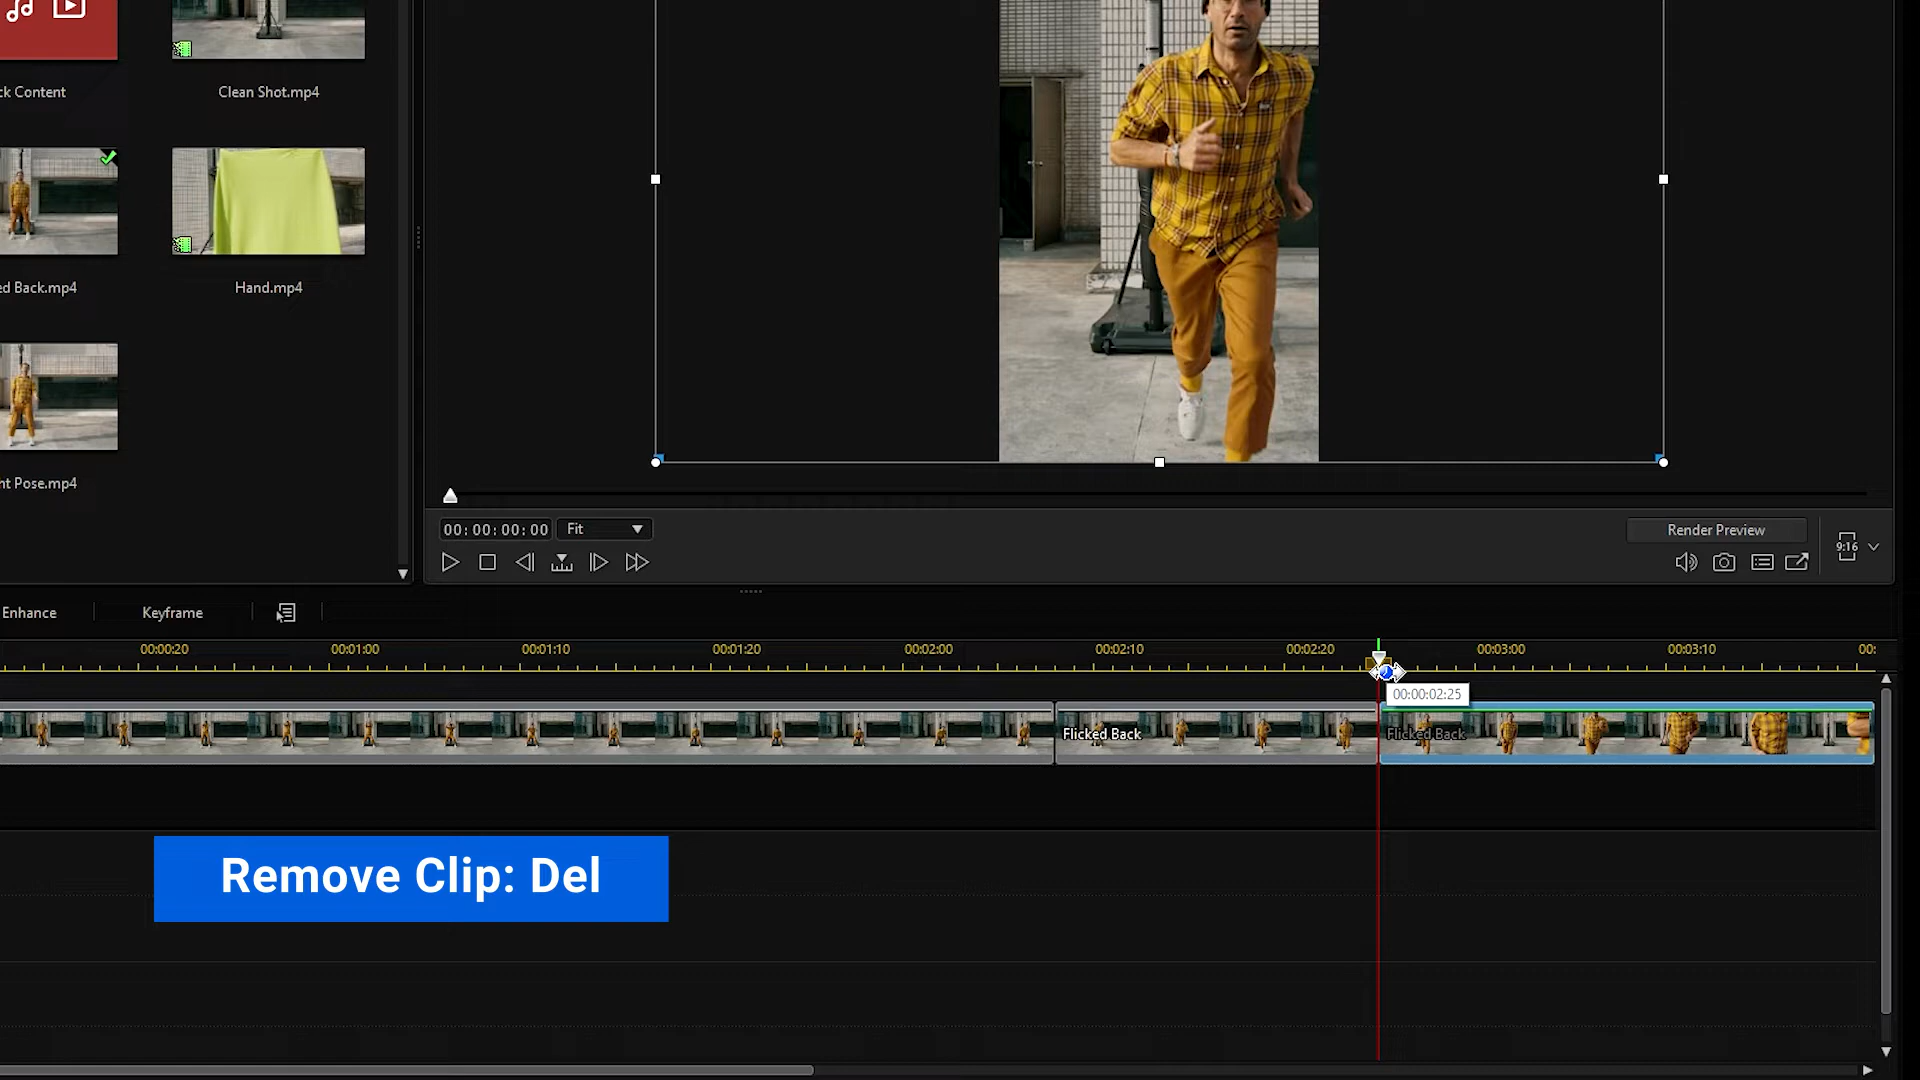 ck Content
Clean Shot.mp4
ed Back.mp4
Hand.mp4
ht Pose.mp4
00:00:00:00
Fit
Render Preview
9:16
Enhance
Keyframe
00:00:20
00:01:00
00:01:10
00:01:20
00:02:00
00:02:10
00:02:20
00:03:00
00:03:10
00:
00:00:02:25
Flicked Back
Flicked Back
Remove Clip: Del